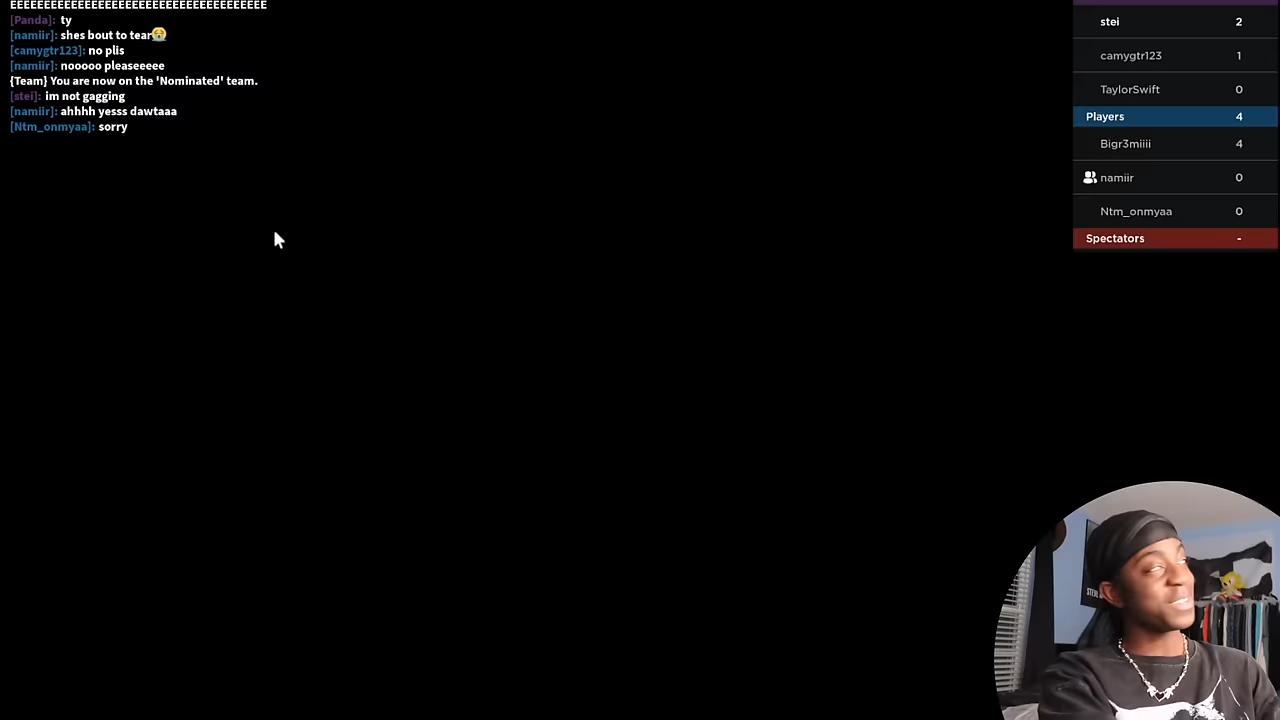 EEEEEEEEEEEEEEEEEEEEEEEEEEEEEEEEEEEEEE
[Panda]: ty
[namiir]: shes bout to tear😭
[camygtr123]: no plis
[namiir]: nooooo pleaseeeee
{Team} You are now on the 'Nominated' team.
[stei]: im not gagging
[namiir]: ahhhh yesss dawtaaa
[Ntm_onmyaa]: sorry
stei 2
camygtr123 1
TaylorSwift 0
Players 4
Bigr3miiii 4
namiir 0
Ntm_onmyaa 0
Spectators -